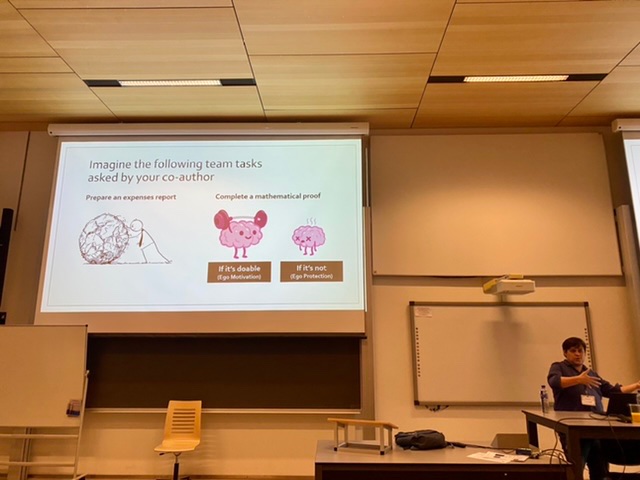 Imagine the following team tasks
asked by your co-author
Prepare an expenses report
Complete a mathematical proof
If it's doable
(Ego Motivation)
If it's not
(Ego Protection)